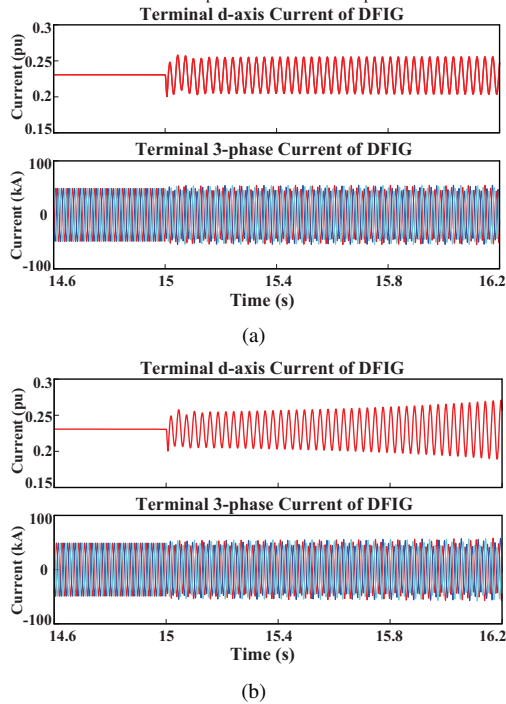 Terminal d-axis Current of DFIG
0.3
0.25
0.2
0.15
Current (pu)
Terminal 3-phase Current of DFIG
100
0
-100
Current (kA)
14.6 15 15.4 15.8 16.2
Time (s)
(a)
Terminal d-axis Current of DFIG
0.3
0.25
0.2
0.15
Current (pu)
Terminal 3-phase Current of DFIG
100
0
-100
Current (kA)
14.6 15 15.4 15.8 16.2
Time (s)
(b)